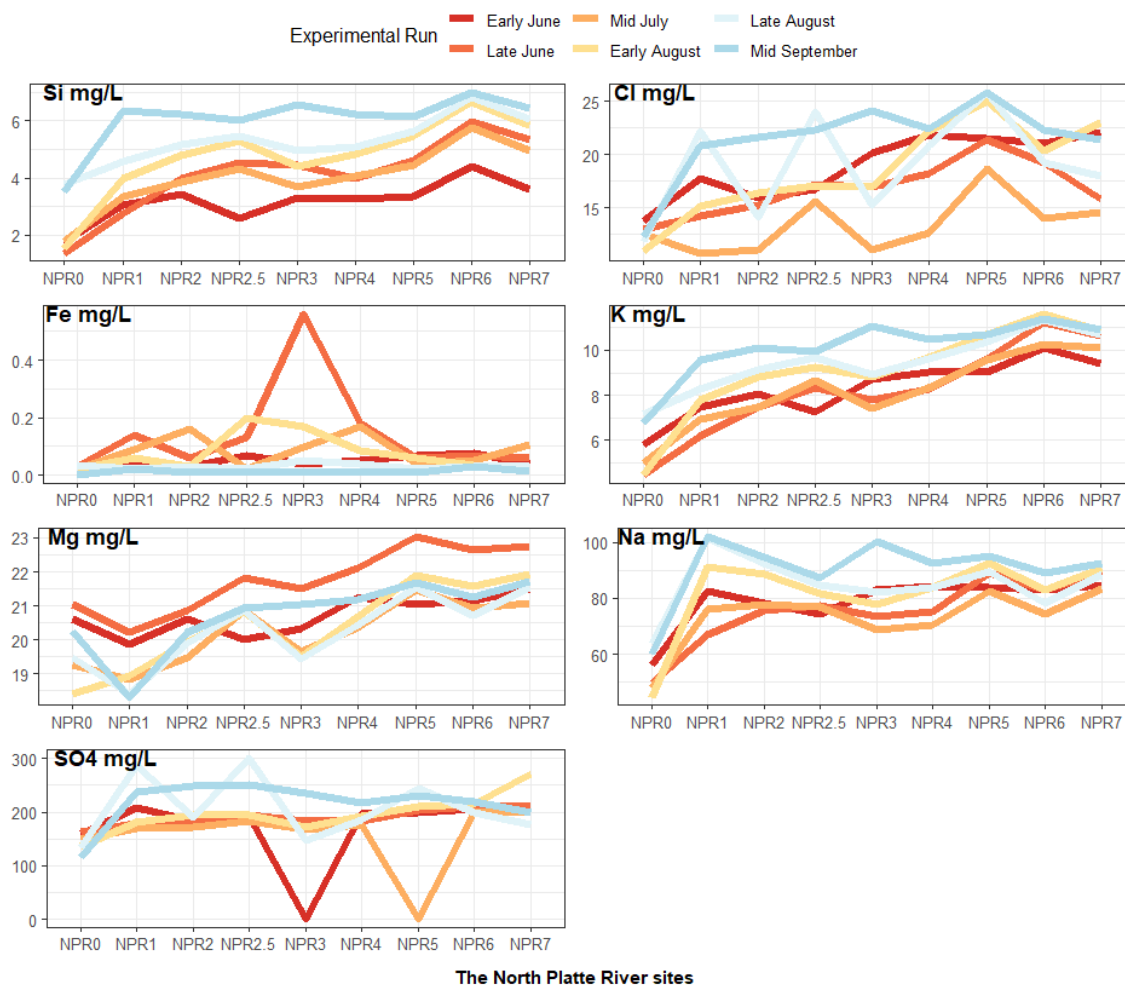 Experimental Run
Early June Mid July Late August
Late June Early August Mid September
Si mg/L
6
4
2
NPR0 NPR1 NPR2 NPR2.5 NPR3 NPR4 NPR5 NPR6 NPR7
Cl mg/L
25
20
15
NPR0 NPR1 NPR2 NPR2.5 NPR3 NPR4 NPR5 NPR6 NPR7
Fe mg/L
0.4
0.2
0.0
NPR0 NPR1 NPR2 NPR2.5 NPR3 NPR4 NPR5 NPR6 NPR7
K mg/L
10
8
6
NPR0 NPR1 NPR2 NPR2.5 NPR3 NPR4 NPR5 NPR6 NPR7
Mg mg/L
23
22
21
20
19
NPR0 NPR1 NPR2 NPR2.5 NPR3 NPR4 NPR5 NPR6 NPR7
Na mg/L
100
80
60
NPR0 NPR1 NPR2 NPR2.5 NPR3 NPR4 NPR5 NPR6 NPR7
SO4 mg/L
300
200
100
0
NPR0 NPR1 NPR2 NPR2.5 NPR3 NPR4 NPR5 NPR6 NPR7
The North Platte River sites